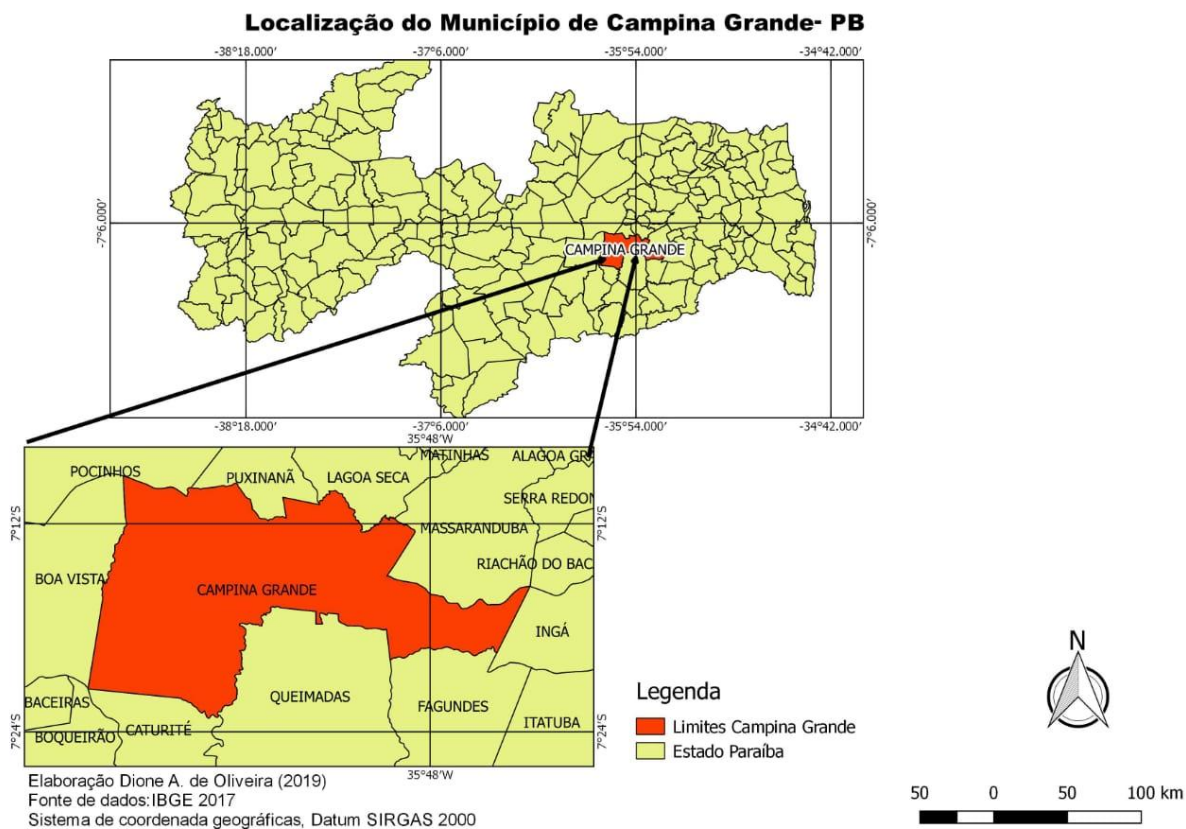 Localização do Município de Campina Grande- PB
-38°18.000′ -37°6.000′ -35°54.000′ -34°42.000′
-7°6.000′ -7°6.000′
CAMPINA GRANDE
-38°18.000′ -37°6.000′ -35°54.000′ -34°42.000′
35°48'W
POCINHOS PUXINANÃ LAGOA SECA MATINHAS ALAGOA GR
SERRA REDON
7°12'S MASSARANDUBA 7°12'S
RIACHÃO DO BAC
BOA VISTA CAMPINA GRANDE
INGÁ
QUEIMADAS FAGUNDES
BACEIRAS CATURITÉ ITATUBA
BOQUEIRÃO
7°24'S 7°24'S
35°48'W
Legenda
Limites Campina Grande
Estado Paraíba
N
50 0 50 100 km
Elaboração Dione A. de Oliveira (2019)
Fonte de dados:IBGE 2017
Sistema de coordenada geográficas, Datum SIRGAS 2000